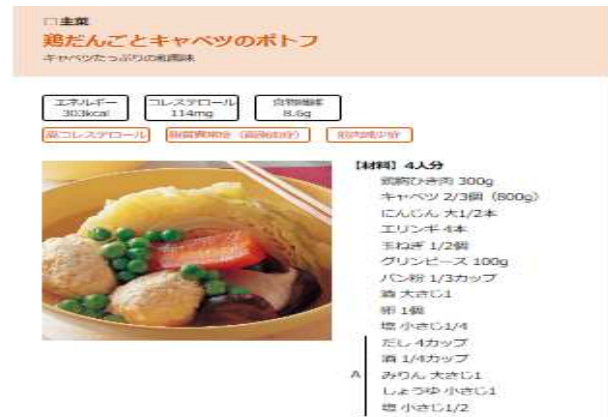 □ 主菜
鶏だんごとキャベツのポトフ
キャベツたっぷりの和風味
エネルギー
303kcal
コレステロール
114mg
食物繊維
8.6g
高コレステロール
脂質異常症（高脂血症）
筋肉減少症
【材料】4人分
鶏胸ひき肉 300g
キャベツ 2/3個（800g）
にんじん 大1/2本
エリンギ 4本
玉ねぎ 1/2個
グリンピース 100g
パン粉 1/3カップ
酒 大さじ1
卵 1個
塩 小さじ1/4
だし 4カップ
酒 1/4カップ
A
みりん 大さじ1
しょうゆ 小さじ1
塩 小さじ1/2